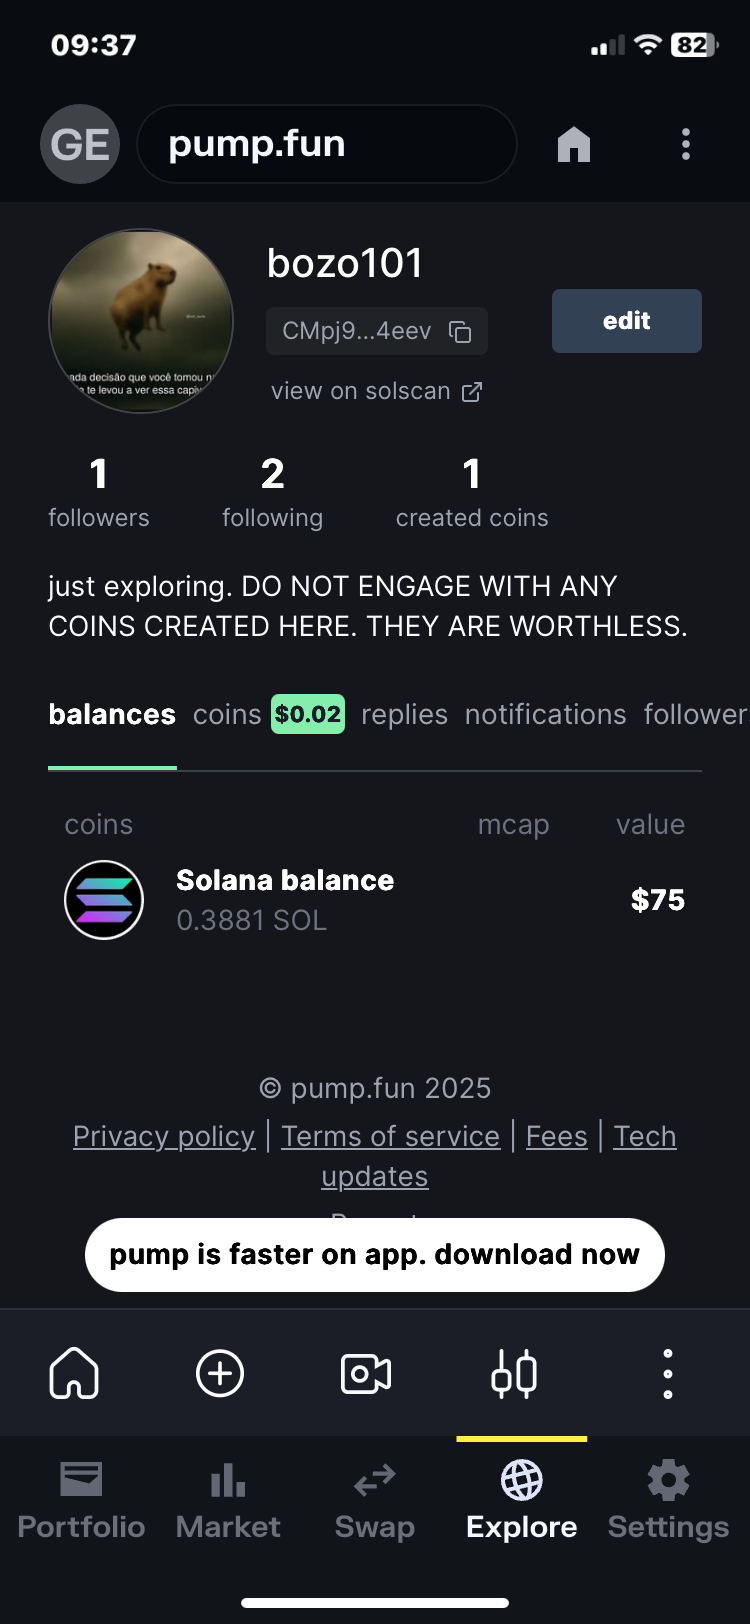 09:37
82
GE
pump.fun
bozo101
CMpj9...4eev
edit
view on solscan
ada decisão que você tomou n
te levou a ver essa capiv
1
2
1
followers
following
created coins
just exploring. DO NOT ENGAGE WITH ANY
COINS CREATED HERE. THEY ARE WORTHLESS.
balances coins $0.02 replies notifications follower
coins mcap value
Solana balance
0.3881 SOL
$75
© pump.fun 2025
Privacy policy | Terms of service | Fees | Tech
updates
pump is faster on app. download now
Portfolio Market Swap Explore Settings